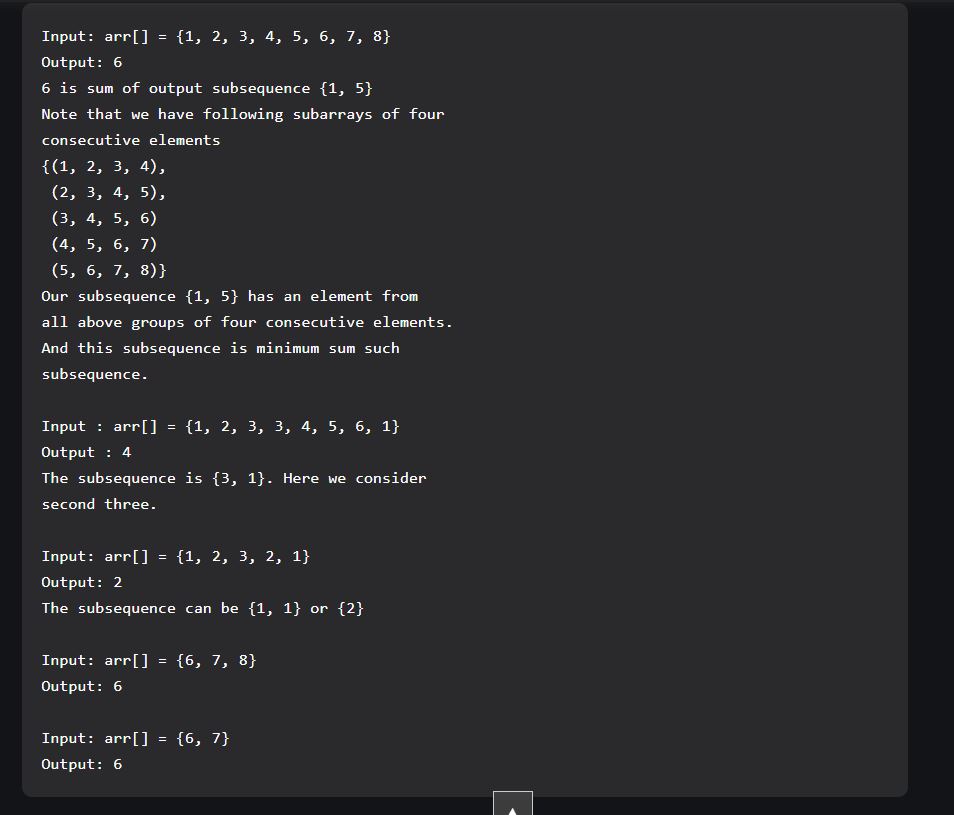 Input: arr[] = {1, 2, 3, 4, 5, 6, 7, 8}
Output: 6
6 is sum of output subsequence {1, 5}
Note that we have following subarrays of four
consecutive elements
{(1, 2, 3, 4),
 (2, 3, 4, 5),
 (3, 4, 5, 6)
 (4, 5, 6, 7)
 (5, 6, 7, 8)}
Our subsequence {1, 5} has an element from
all above groups of four consecutive elements.
And this subsequence is minimum sum such
subsequence.

Input : arr[] = {1, 2, 3, 3, 4, 5, 6, 1}
Output : 4
The subsequence is {3, 1}. Here we consider
second three.

Input: arr[] = {1, 2, 3, 2, 1}
Output: 2
The subsequence can be {1, 1} or {2}

Input: arr[] = {6, 7, 8}
Output: 6

Input: arr[] = {6, 7}
Output: 6